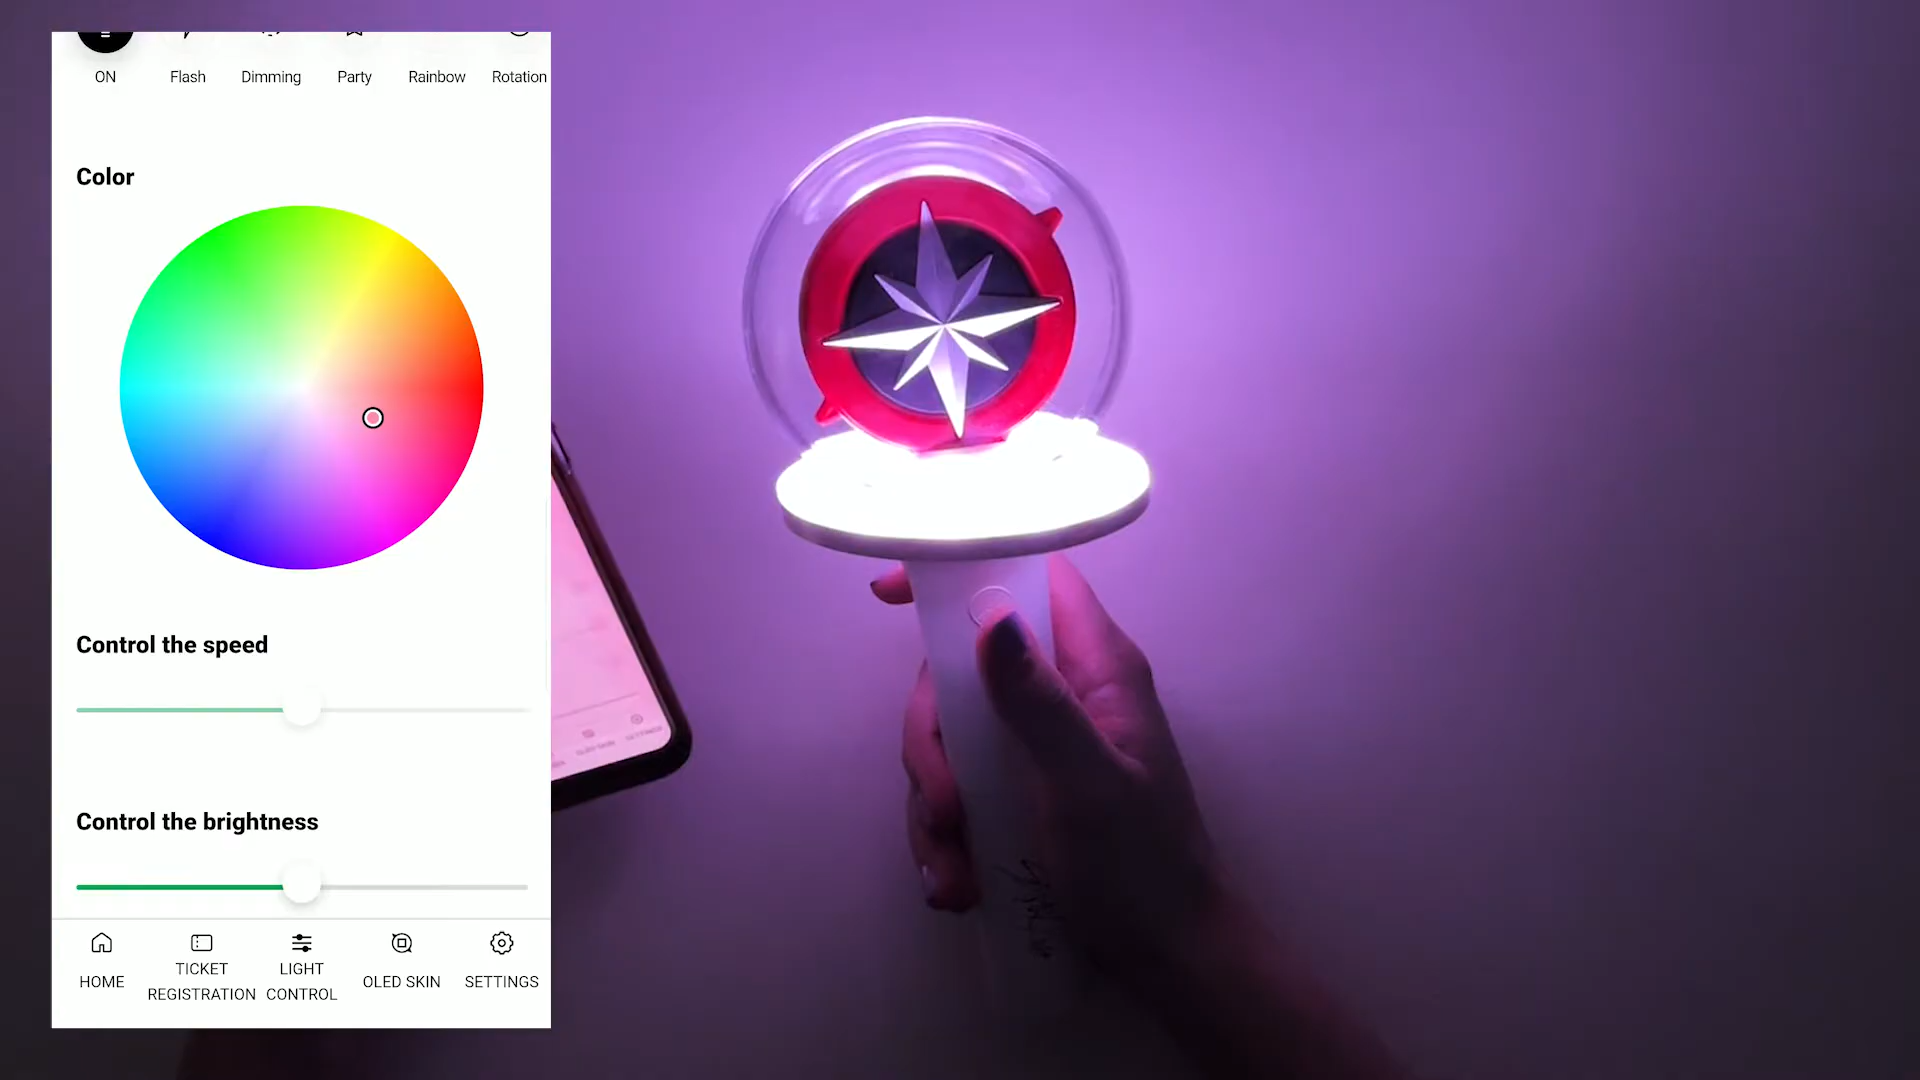 ON
Flash
Dimming
Party
Rainbow
Rotation
Color
Control the speed
Control the brightness
HOME
TICKET
REGISTRATION
LIGHT
CONTROL
OLED SKIN
SETTINGS